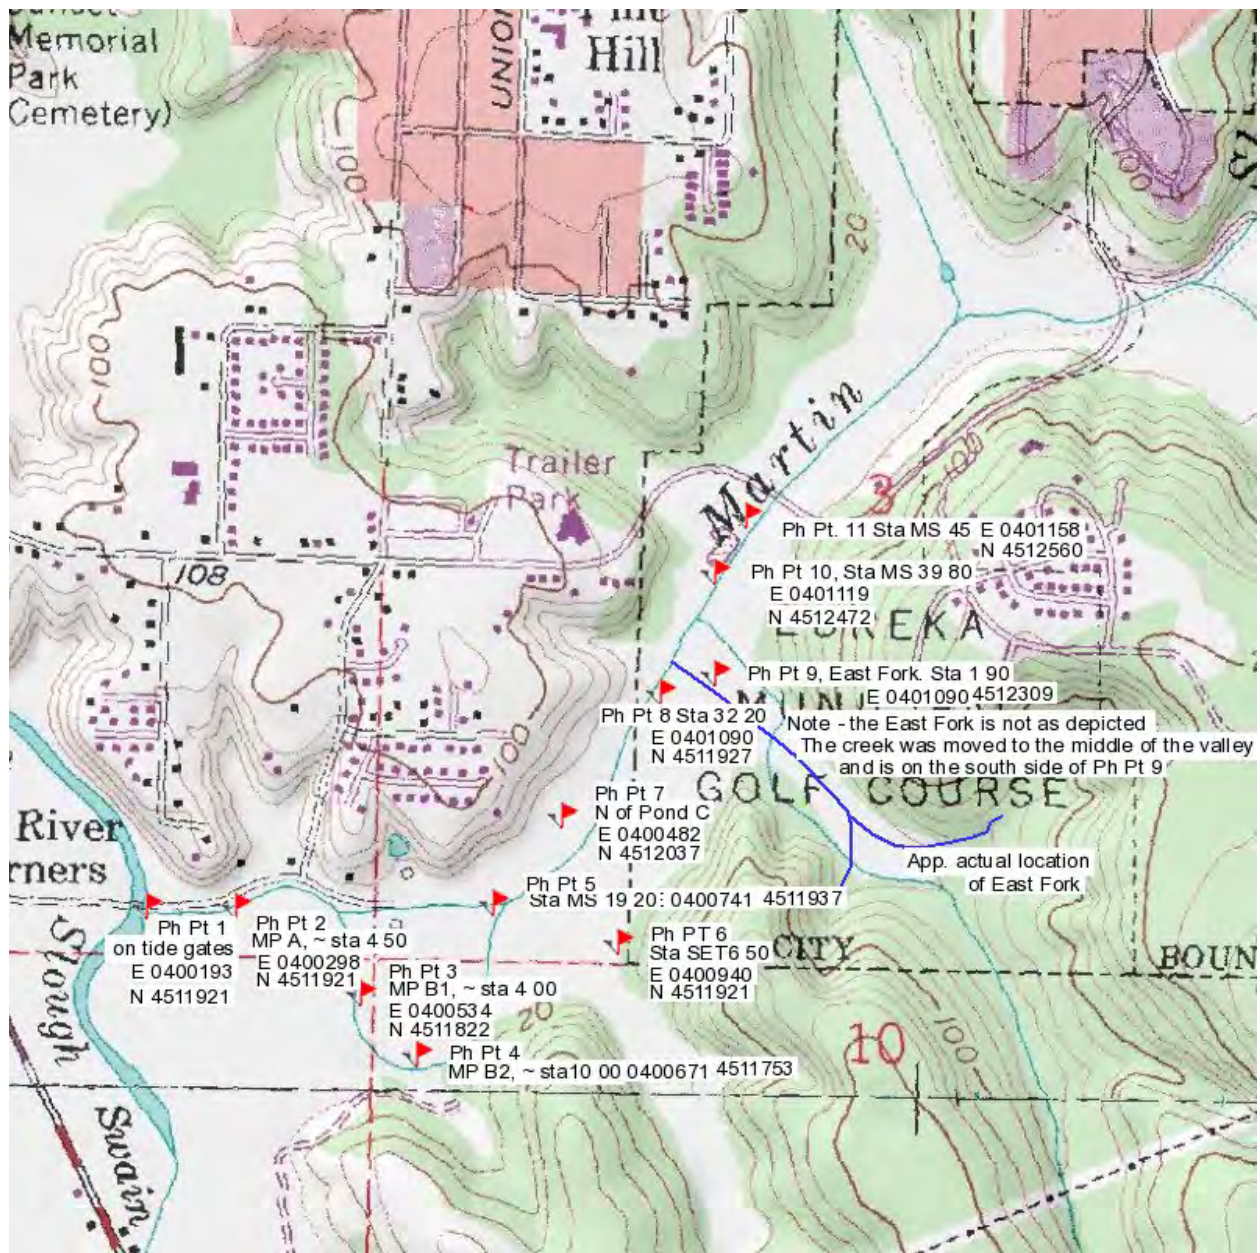 Memorial
Park
Cemetery)
UNION
Hill
100
20
100
100
Martin
Trailer
Park
3
100
108
Ph Pt. 11 Sta MS 45 E 0401158
N 4512560
Ph Pt 10, Sta MS 39 80
E 0401119
N 4512472
EUREKA
Ph Pt 9, East Fork. Sta 1 90
E 0401090 4512309
Ph Pt 8 Sta 32 20
E 0401090
N 4511927
Note - the East Fork is not as depicted
The creek was moved to the middle of the valley
and is on the south side of Ph Pt 9
100
GOLF COURSE
Ph Pt 7
N of Pond C
E 0400482
N 4512037
River
rners
App. actual location
of East Fork
Ph Pt 5
Sta MS 19 20: 0400741 4511937
Ph Pt 1
on tide gates
E 0400193
N 4511921
Ph Pt 2
MP A, ~ sta 4 50
E 0400298
N 4511921
Ph PT 6
Sta SET6 50
E 0400940
N 4511921
CITY
BOUN
Slough
Ph Pt 3
MP B1, ~ sta 4 00
E 0400534
N 4511822
20
10
100
Ph Pt 4
MP B2, ~ sta10 00 0400671 4511753
Swain